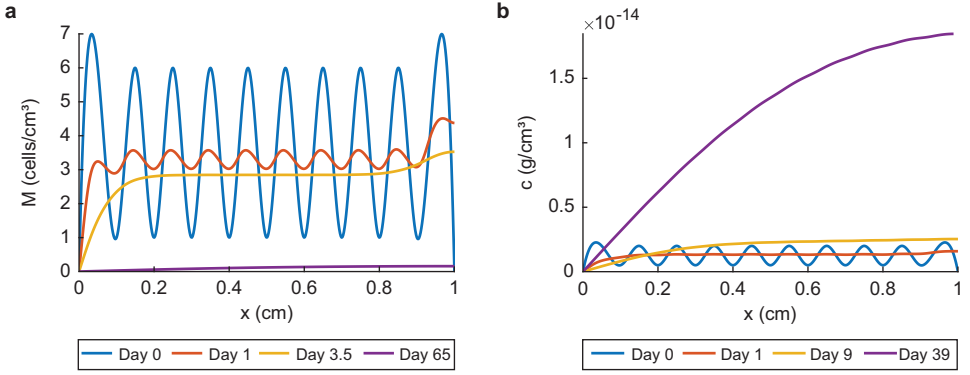 a
7
6
5
4
3
2
1
0
M (cells/cm³)
0 0.2 0.4 0.6 0.8 1
x (cm)
Day 0 Day 1 Day 3.5 Day 65
b
×10⁻¹⁴
1.5
1
0.5
0
c (g/cm³)
0 0.2 0.4 0.6 0.8 1
x (cm)
Day 0 Day 1 Day 9 Day 39